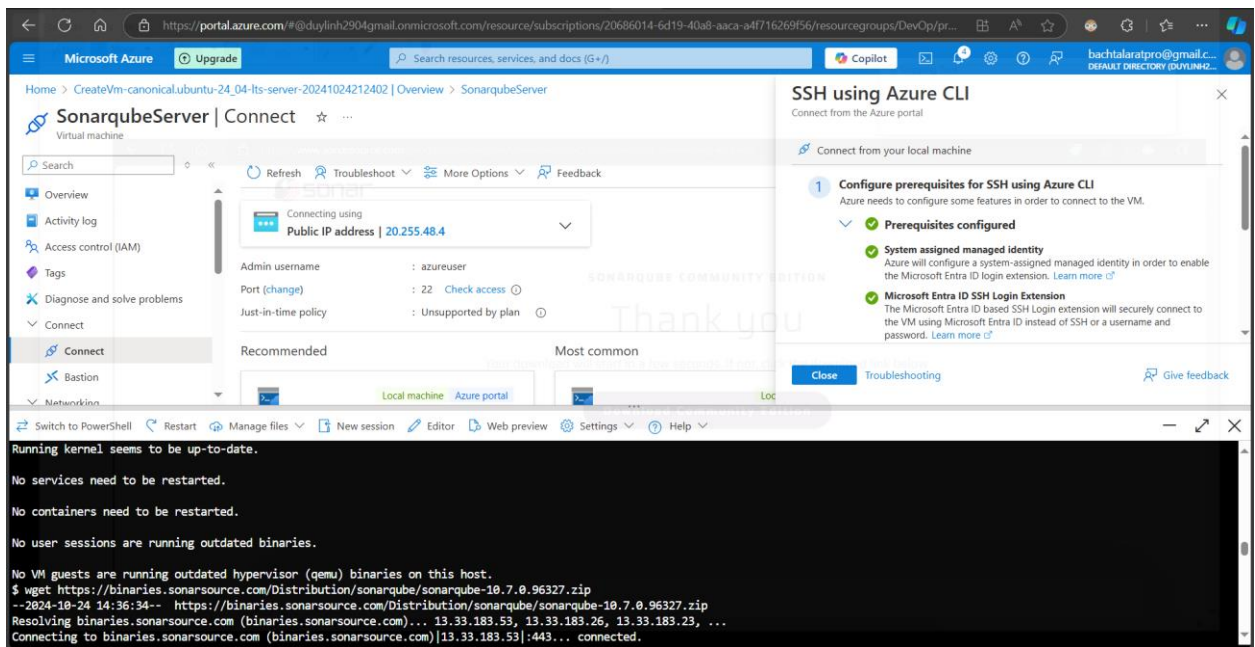 https://portal.azure.com/#@duylinh2904gmail.onmicrosoft.com/resource/subscriptions/20686014-6d19-40a8-aaca-a4f716269f56/resourcegroups/DevOp/pr...
Microsoft Azure
Upgrade
Search resources, services, and docs (G+/)
Copilot
4
bachtalaratpro@gmail.c...
DEFAULT DIRECTORY (DUYLINH2...
Home > CreateVm-canonical.ubuntu-24_04-lts-server-20241024212402 | Overview > SonarqubeServer
SonarqubeServer | Connect
Virtual machine
Search
Overview
Activity log
Access control (IAM)
Tags
Diagnose and solve problems
Connect
Connect
Bastion
Networking
Refresh
Troubleshoot
More Options
Feedback
sonar
Connecting using
Public IP address | 20.255.48.4
Admin username : azureuser
Port (change) : 22 Check access
Just-in-time policy : Unsupported by plan
SONARQUBE COMMUNITY EDITION
Thank you
Recommended
Most common
Local machine Azure portal
Loc
Download Community Edition
SSH using Azure CLI
Connect from the Azure portal
Connect from your local machine
1 Configure prerequisites for SSH using Azure CLI
Azure needs to configure some features in order to connect to the VM.
Prerequisites configured
System assigned managed identity
Azure will configure a system-assigned managed identity in order to enable
the Microsoft Entra ID login extension. Learn more
Microsoft Entra ID SSH Login Extension
The Microsoft Entra ID based SSH Login extension will securely connect to
the VM using Microsoft Entra ID instead of SSH or a username and
password. Learn more
Close
Troubleshooting
Give feedback
Switch to PowerShell
Restart
Manage files
New session
Editor
Web preview
Settings
Help
Running kernel seems to be up-to-date.
No services need to be restarted.
No containers need to be restarted.
No user sessions are running outdated binaries.
No VM guests are running outdated hypervisor (qemu) binaries on this host.
$ wget https://binaries.sonarsource.com/Distribution/sonarqube/sonarqube-10.7.0.96327.zip
--2024-10-24 14:36:34-- https://binaries.sonarsource.com/Distribution/sonarqube/sonarqube-10.7.0.96327.zip
Resolving binaries.sonarsource.com (binaries.sonarsource.com)... 13.33.183.53, 13.33.183.26, 13.33.183.23, ...
Connecting to binaries.sonarsource.com (binaries.sonarsource.com)|13.33.183.53|:443... connected.